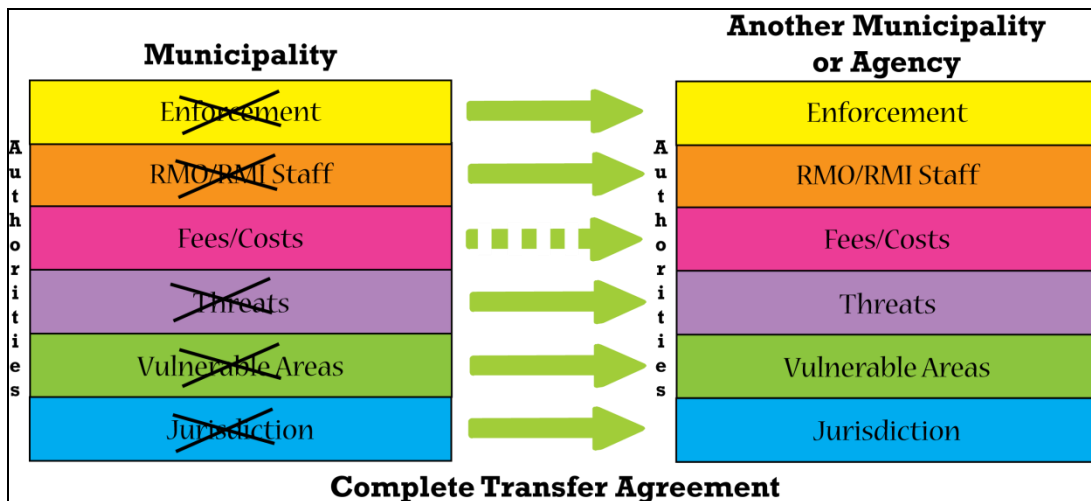 Municipality
Another Municipality
or Agency
Authorities
Enforcement
RMO/RMI Staff
Fees/Costs
Threats
Vulnerable Areas
Jurisdiction
Authorities
Enforcement
RMO/RMI Staff
Fees/Costs
Threats
Vulnerable Areas
Jurisdiction
Complete Transfer Agreement